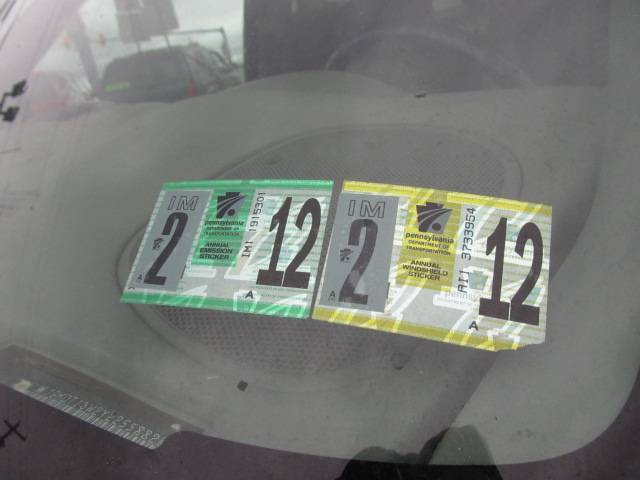 IM
2
A
pennsylvania
DEPARTMENT OF
TRANSPORTATION
ANNUAL
EMISSION
STICKER
IM1 1915301
12
A
IM
2
A
pennsylvania
DEPARTMENT OF
TRANSPORTATION
ANNUAL
WINDSHIELD
STICKER
AI1 3733954
12
A